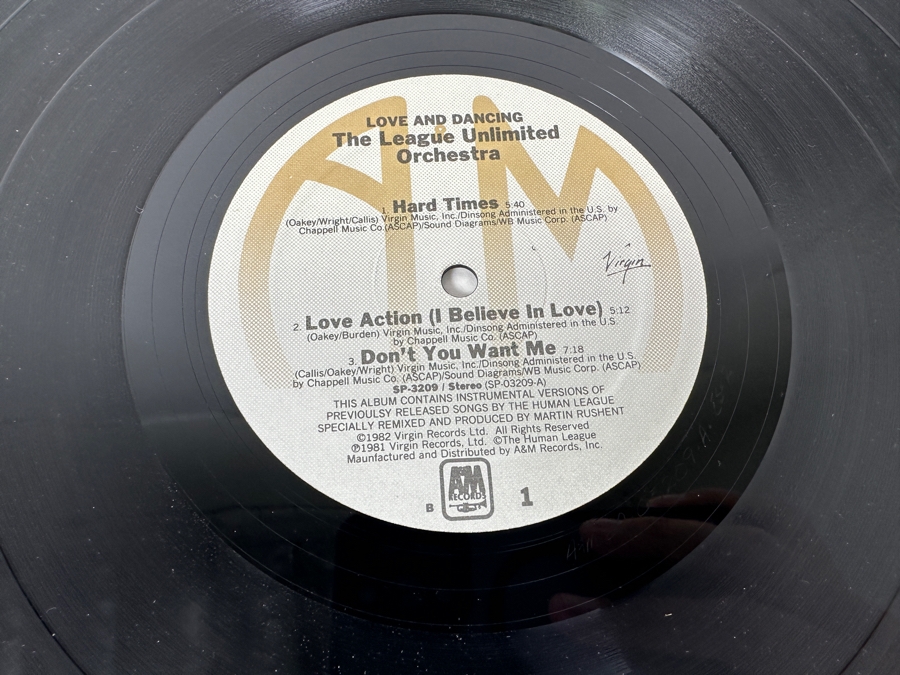 LOVE AND DANCING
The League Unlimited
Orchestra
1. Hard Times 5:40
(Oakey/Wright/Callis) Virgin Music, Inc./Dinsong Administered in the U.S. by
Chappell Music Co.(ASCAP)/Sound Diagrams/WB Music Corp. (ASCAP)
Virgin
2. Love Action (I Believe In Love) 5:12
(Oakey/Burden) Virgin Music, Inc./Dinsong Administered in the U.S.
by Chappell Music Co. (ASCAP)
3. Don't You Want Me 7:18
(Callis/Oakey/Wright) Virgin Music, Inc./Dinsong Administered in the U.S.
by Chappell Music Co. (ASCAP)/Sound Diagrams/WB Music Corp. (ASCAP)
SP-3209 / Stereo (SP-03209-A)
THIS ALBUM CONTAINS INSTRUMENTAL VERSIONS OF
PREVIOULSY RELEASED SONGS BY THE HUMAN LEAGUE
SPECIALLY REMIXED AND PRODUCED BY MARTIN RUSHENT
©1982 Virgin Records Ltd. All Rights Reserved
℗1981 Virgin Records, Ltd. ©The Human League
Maunfactured and Distributed by A&M Records, Inc.
A&M
RECORDS
B 1